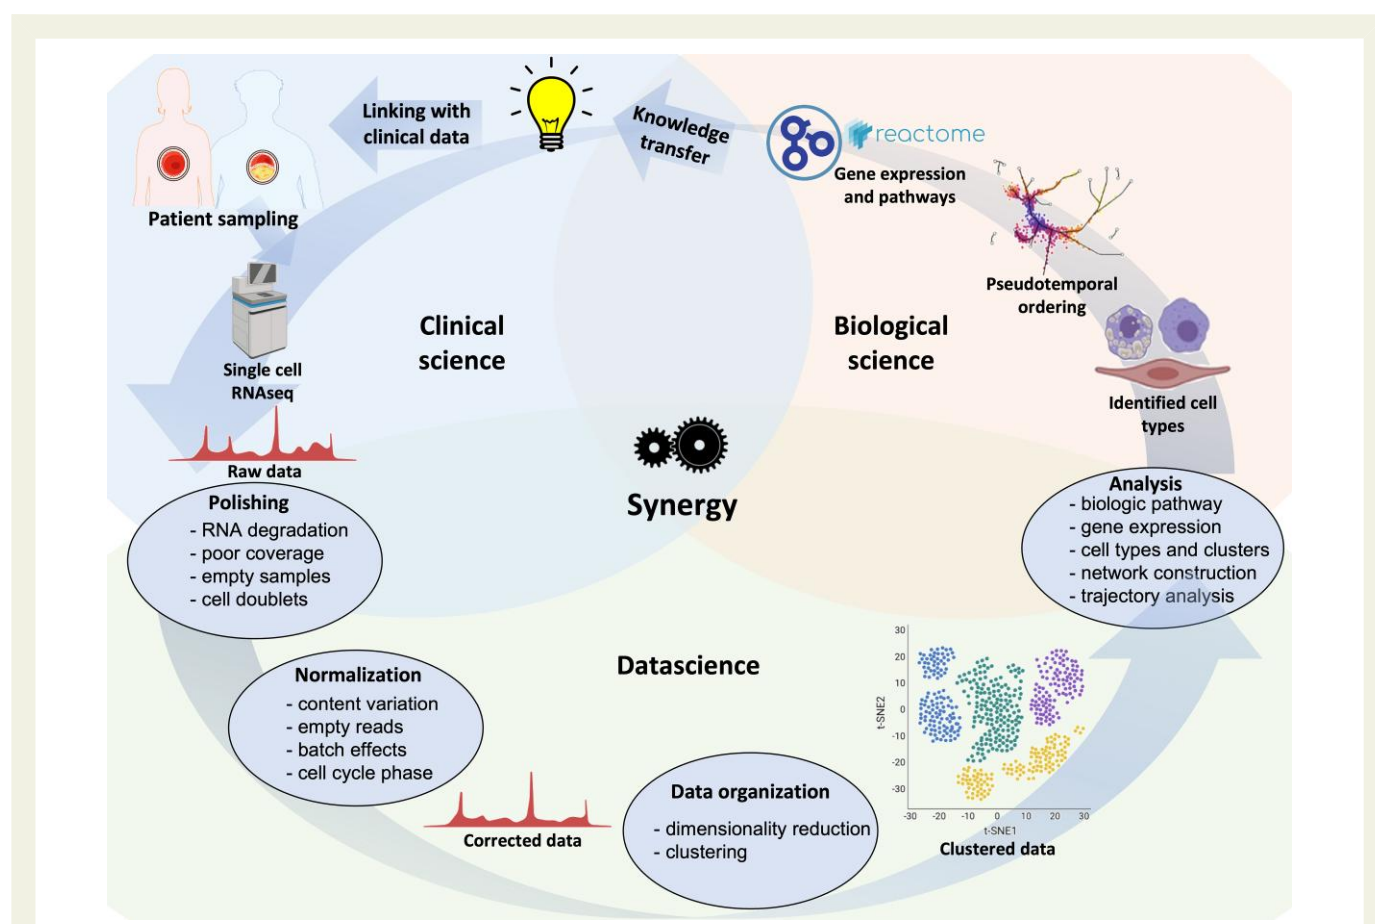 Linking with
clinical data
Knowledge
transfer
reactome
Gene expression
and pathways
Patient sampling
Pseudotemporal
ordering
Clinical
science
Biological
science
Single cell
RNAseq
Identified cell
types
Raw data
Synergy
Polishing
- RNA degradation
- poor coverage
- empty samples
- cell doublets
Analysis
- biologic pathway
- gene expression
- cell types and clusters
- network construction
- trajectory analysis
Datascience
Normalization
- content variation
- empty reads
- batch effects
- cell cycle phase
Corrected data
Data organization
- dimensionality reduction
- clustering
30
20
10
0
-10
-20
-30
t-SNE2
-30 -20 -10 0 10 20 30
t-SNE1
Clustered data